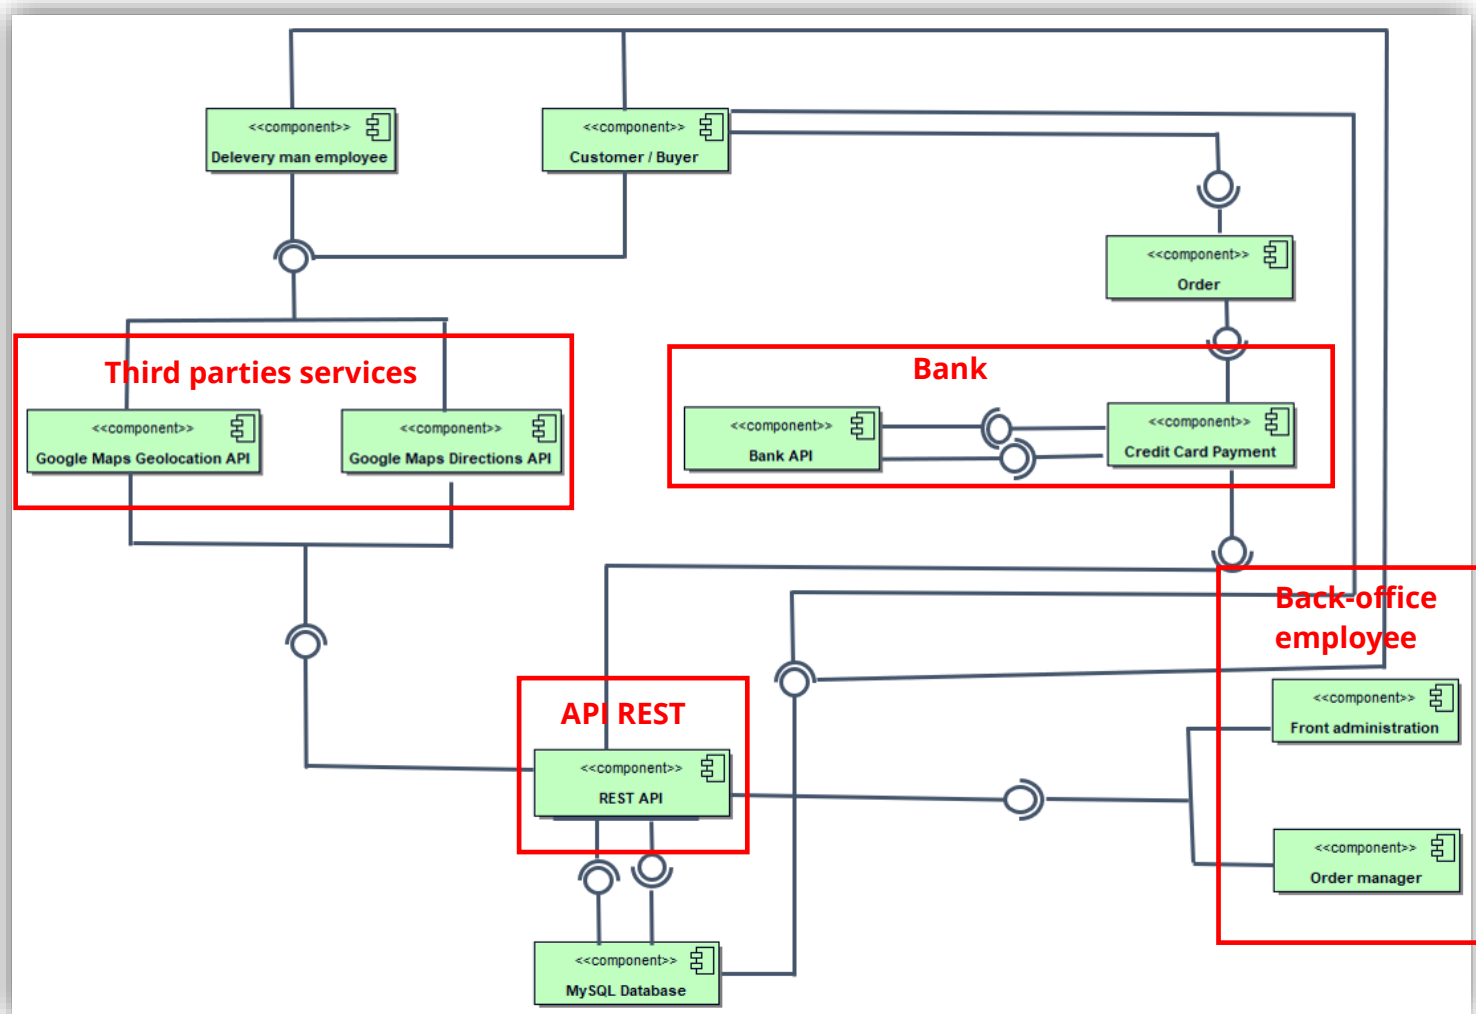 <<component>>
Delevery man employee
<<component>>
Customer / Buyer
<<component>>
Order
Third parties services
<<component>>
Google Maps Geolocation API
<<component>>
Google Maps Directions API
Bank
<<component>>
Bank API
<<component>>
Credit Card Payment
Back-office
employee
<<component>>
Front administration
<<component>>
Order manager
API REST
<<component>>
REST API
<<component>>
MySQL Database